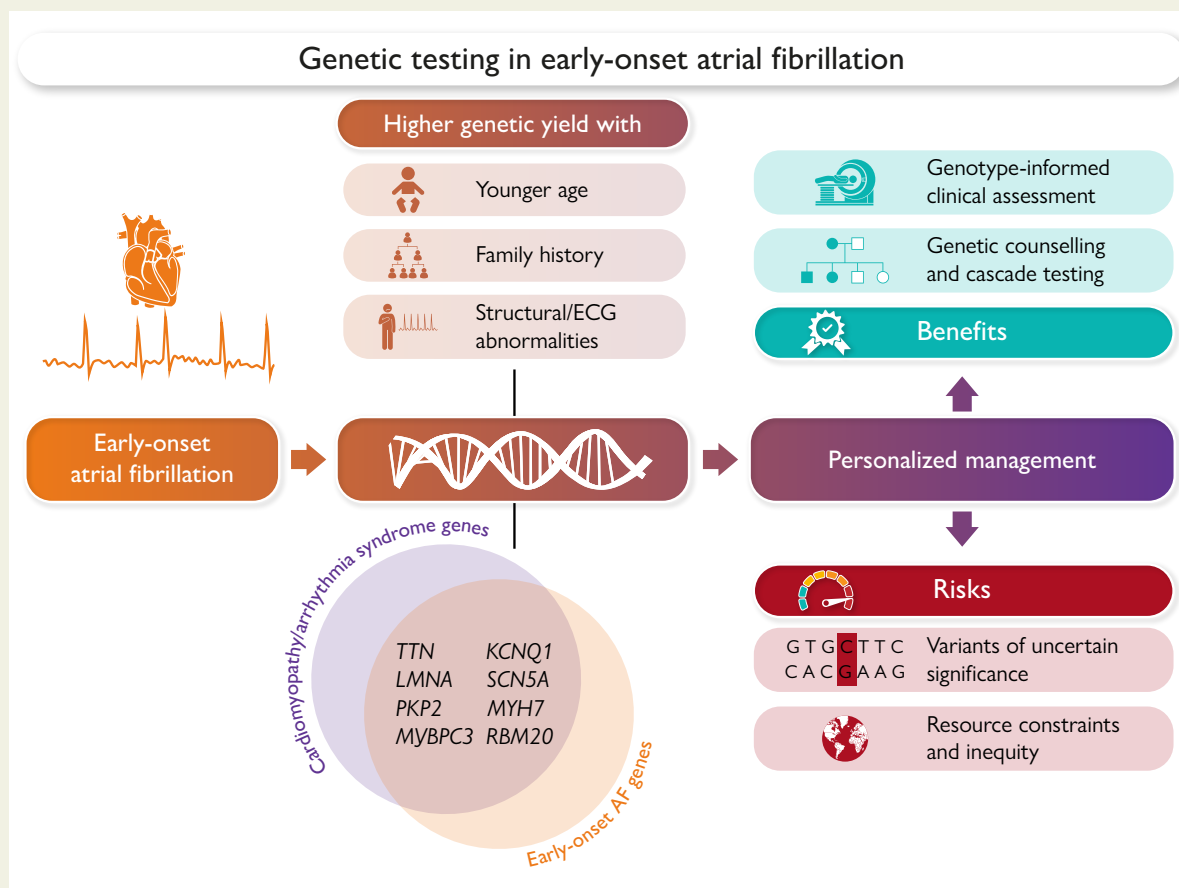 Genetic testing in early-onset atrial fibrillation
Higher genetic yield with
Younger age
Family history
Structural/ECG
abnormalities
Early-onset
atrial fibrillation
Cardiomyopathy/arrhythmia syndrome genes
TTN KCNQ1
LMNA SCN5A
PKP2 MYH7
MYBPC3 RBM20
Early-onset AF genes
Genotype-informed
clinical assessment
Genetic counselling
and cascade testing
Benefits
Personalized management
Risks
G T G C T T C
C A C G A A G
Variants of uncertain
significance
Resource constraints
and inequity